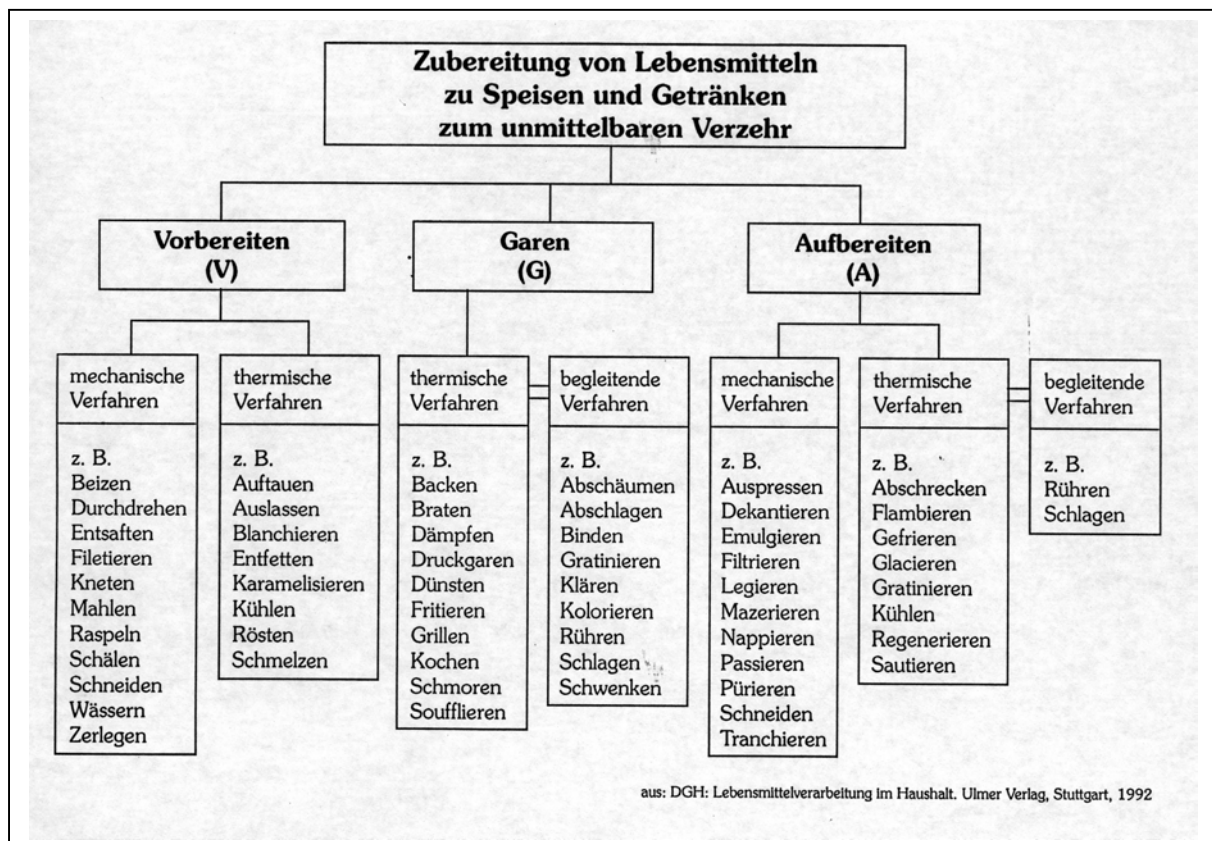 Zubereitung von Lebensmitteln
zu Speisen und Getränken
zum unmittelbaren Verzehr
Vorbereiten
(V)
Garen
(G)
Aufbereiten
(A)
mechanische
Verfahren
z. B.
Beizen
Durchdrehen
Entsaften
Filetieren
Kneten
Mahlen
Raspeln
Schälen
Schneiden
Wässern
Zerlegen
thermische
Verfahren
z. B.
Auftauen
Auslassen
Blanchieren
Entfetten
Karamelisieren
Kühlen
Rösten
Schmelzen
thermische
Verfahren
z. B.
Backen
Braten
Dämpfen
Druckgaren
Dünsten
Fritieren
Grillen
Kochen
Schmoren
Soufflieren
begleitende
Verfahren
z. B.
Abschäumen
Abschlagen
Binden
Gratinieren
Klären
Kolorieren
Rühren
Schlagen
Schwenken
mechanische
Verfahren
z. B.
Auspressen
Dekantieren
Emulgieren
Filtrieren
Legieren
Mazerieren
Nappieren
Passieren
Pürieren
Schneiden
Tranchieren
thermische
Verfahren
z. B.
Abschrecken
Flambieren
Gefrieren
Glacieren
Gratinieren
Kühlen
Regenerieren
Sautieren
begleitende
Verfahren
z. B.
Rühren
Schlagen
aus: DGH: Lebensmittelverarbeitung im Haushalt. Ulmer Verlag, Stuttgart, 1992